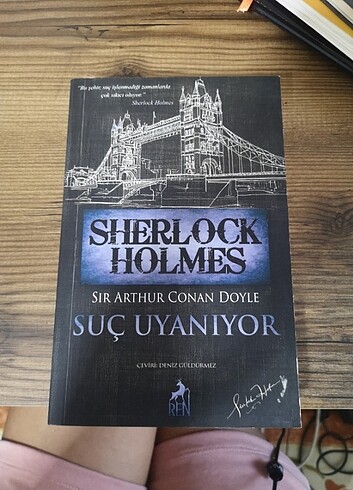 "Bu şehir, suç işlenmediği zamanlarda
çok sıkıcı oluyor."
Sherlock Holmes
SHERLOCK
HOLMES
SIR ARTHUR CONAN DOYLE
SUÇ UYANIYOR
ÇEVİRİ: DENİZ GÜLDÜRMEZ
REN